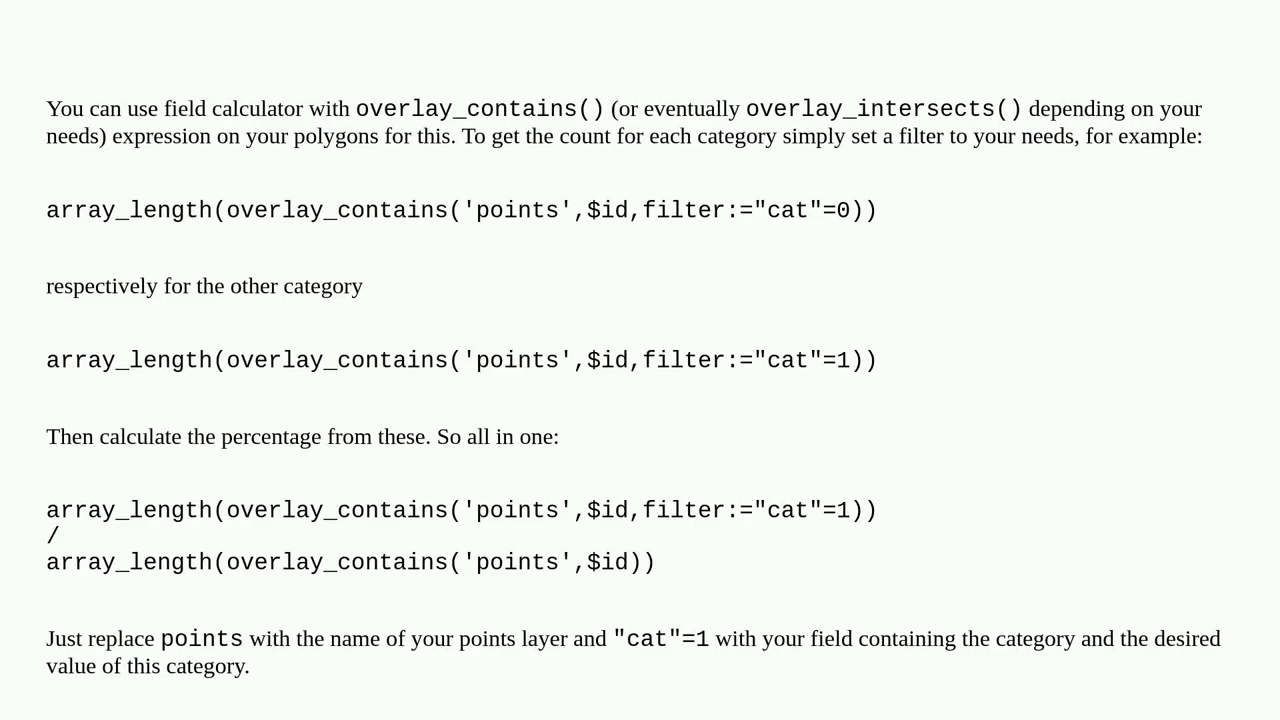 You can use field calculator with overlay_contains() (or eventually overlay_intersects() depending on your
needs) expression on your polygons for this. To get the count for each category simply set a filter to your needs, for example:
array_length(overlay_contains('points',$id,filter:="cat"=0))
respectively for the other category
array_length(overlay_contains('points',$id,filter:="cat"=1))
Then calculate the percentage from these. So all in one:
array_length(overlay_contains('points',$id,filter:="cat"=1))
/
array_length(overlay_contains('points',$id))
Just replace points with the name of your points layer and "cat"=1 with your field containing the category and the desired
value of this category.